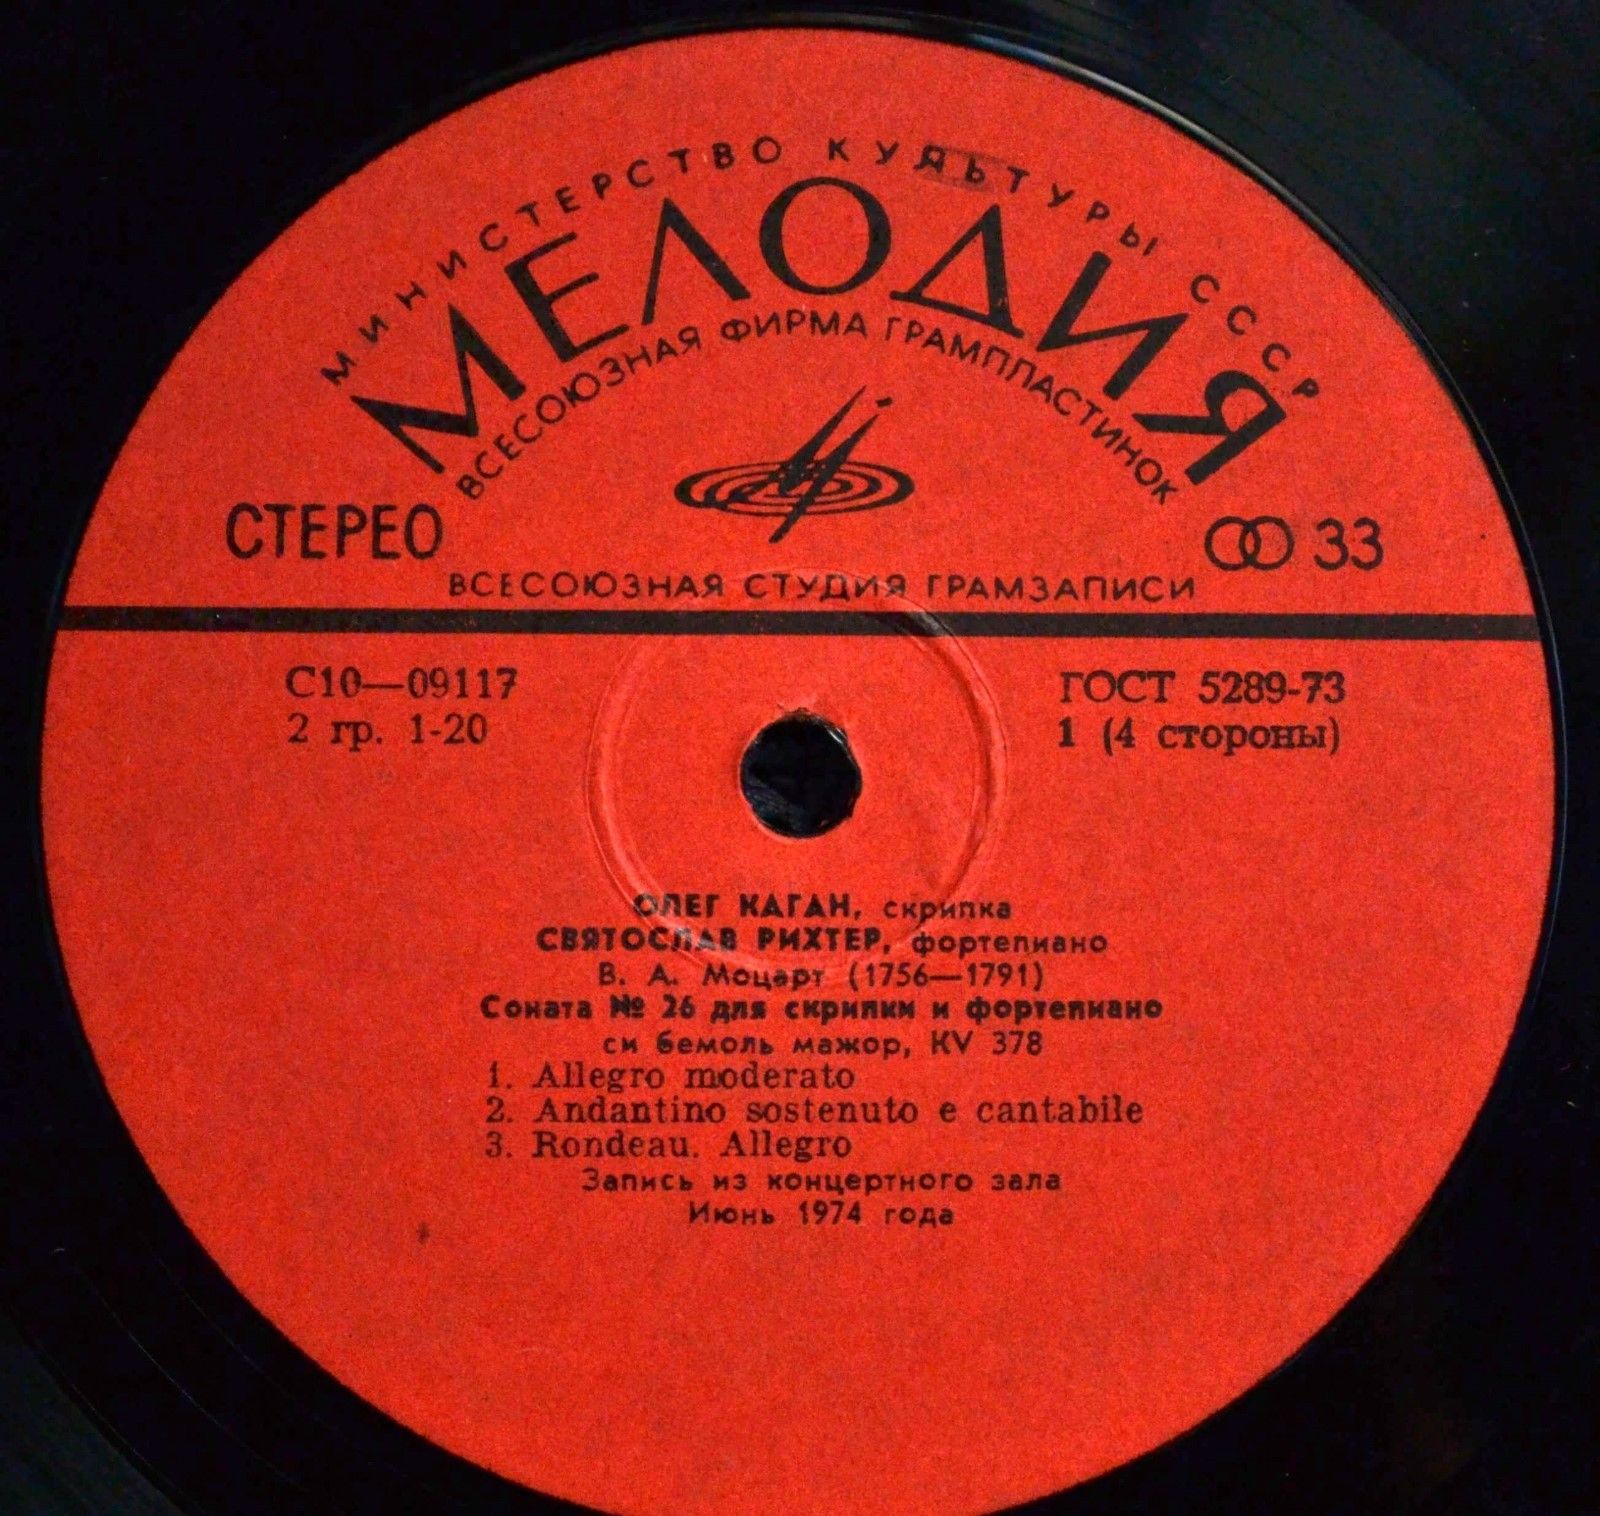 МИНИСТЕРСТВО КУЛЬТУРЫ СССР
МЕЛОДИЯ
ВСЕСОЮЗНАЯ ФИРМА ГРАМПЛАСТИНОК
СТЕРЕО
33
ВСЕСОЮЗНАЯ СТУДИЯ ГРАМЗАПИСИ
С10—09117
ГОСТ 5289-73
2 гр. 1-20
1 (4 стороны)
ОЛЕГ КАГАН, скрипка
СВЯТОСЛАВ РИХТЕР, фортепиано
В. А. Моцарт (1756—1791)
Соната № 26 для скрипки и фортепиано
си бемоль мажор, KV 378
1. Allegro moderato
2. Andantino sostenuto e cantabile
3. Rondeau. Allegro
Запись из концертного зала
Июнь 1974 года